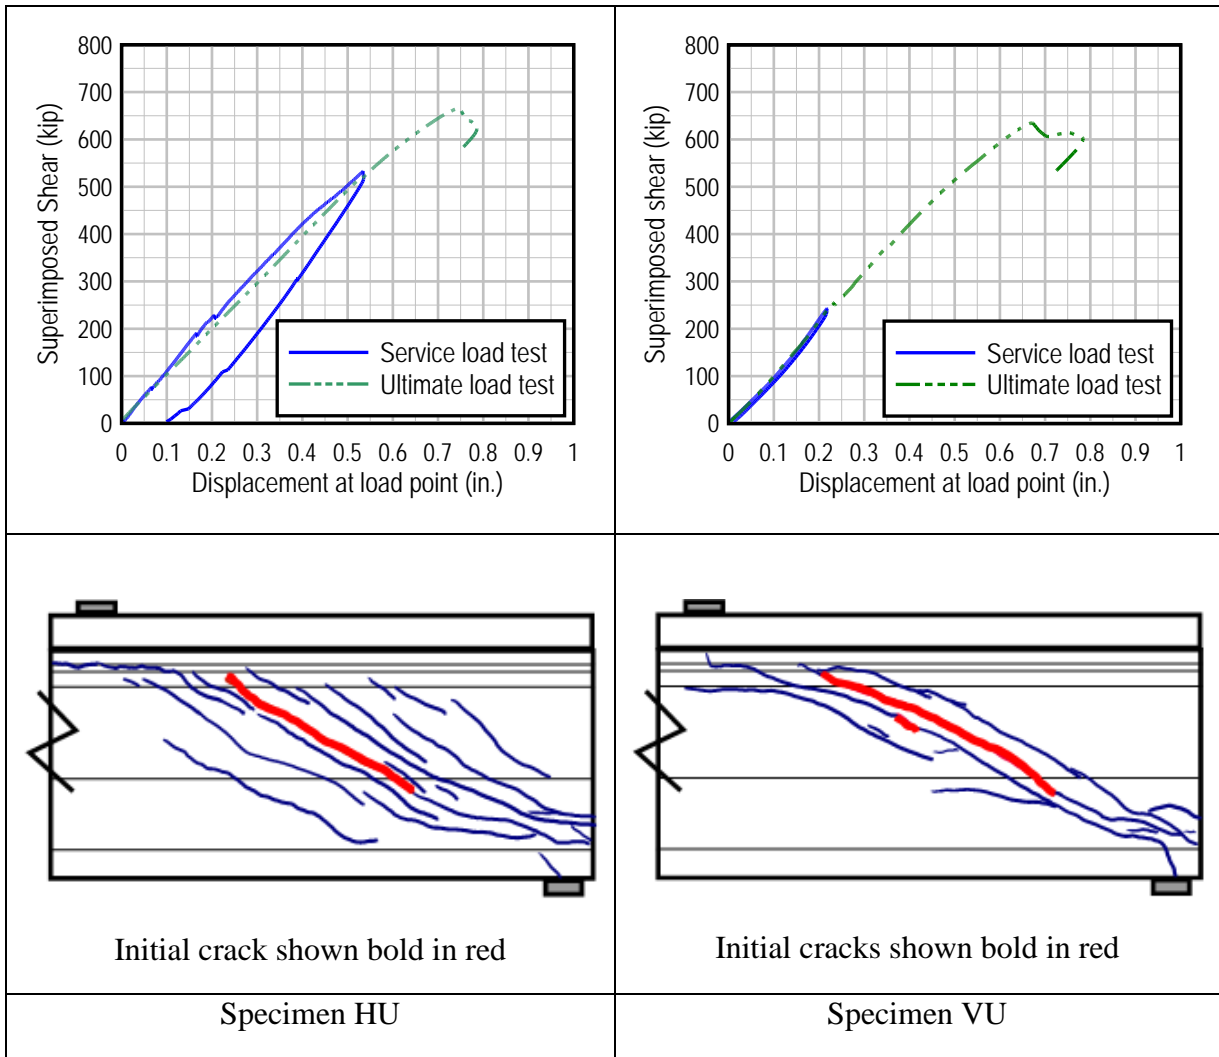 800
700
600
500
400
300
200
100
0
Superimposed Shear (kip)
Service load test
Ultimate load test
0 0.1 0.2 0.3 0.4 0.5 0.6 0.7 0.8 0.9 1
Displacement at load point (in.)
800
700
600
500
400
300
200
100
0
Superimposed shear (kip)
Service load test
Ultimate load test
0 0.1 0.2 0.3 0.4 0.5 0.6 0.7 0.8 0.9 1
Displacement at load point (in.)
Initial crack shown bold in red
Initial cracks shown bold in red
Specimen HU
Specimen VU